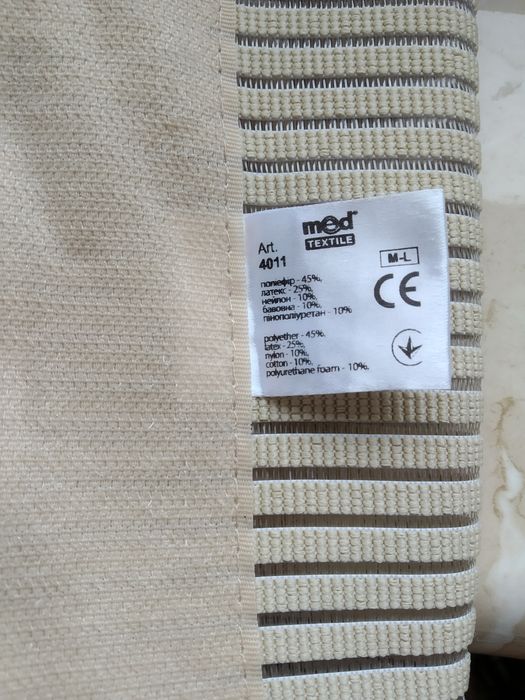 med
TEXTILE
Art.
4011
M-L
CE
поліефір - 45%,
латекс - 25%,
нейлон - 10%,
бавовна - 10%,
пінополіуретан - 10%
polyether - 45%,
latex - 25%,
nylon - 10%,
cotton - 10%,
polyurethane foam - 10%,